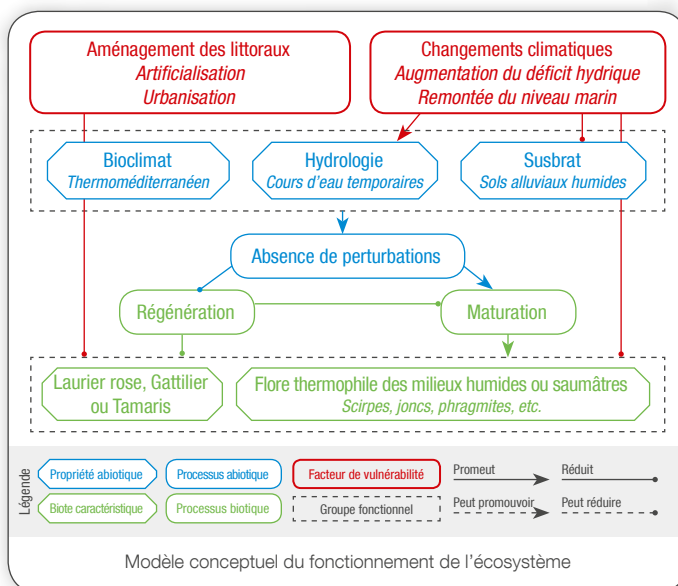 Aménagement des littoraux
Artificialisation
Urbanisation
Changements climatiques
Augmentation du déficit hydrique
Remontée du niveau marin
Bioclimat
Thermoméditerranéen
Hydrologie
Cours d'eau temporaires
Susbrat
Sols alluviaux humides
Absence de perturbations
Régénération
Maturation
Laurier rose, Gattilier
ou Tamaris
Flore thermophile des milieux humides ou saumâtres
Scirpes, joncs, phragmites, etc.
Légende
Propriété abiotique
Processus abiotique
Facteur de vulnérabilité
Promeut
Réduit
Biote caractéristique
Processus biotique
Groupe fonctionnel
Peut promouvoir
Peut réduire
Modèle conceptuel du fonctionnement de l'écosystème